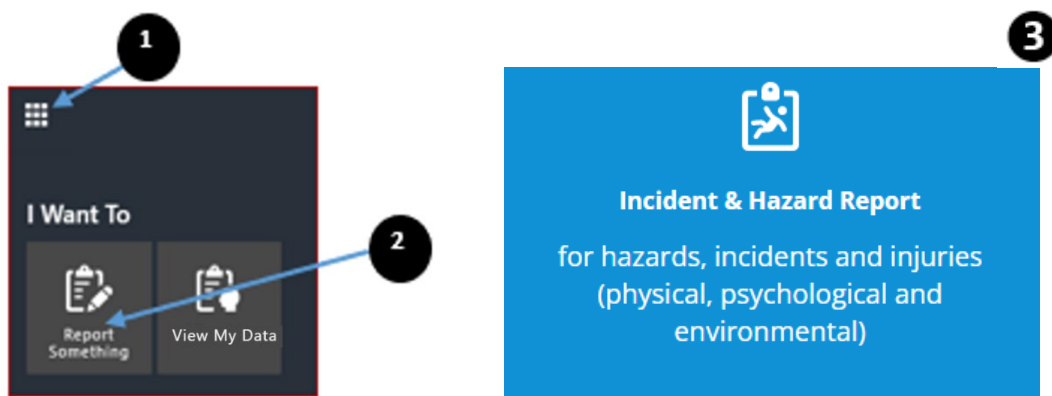 1
I Want To
2
Report
Something
View My Data
3
Incident & Hazard Report
for hazards, incidents and injuries
(physical, psychological and
environmental)